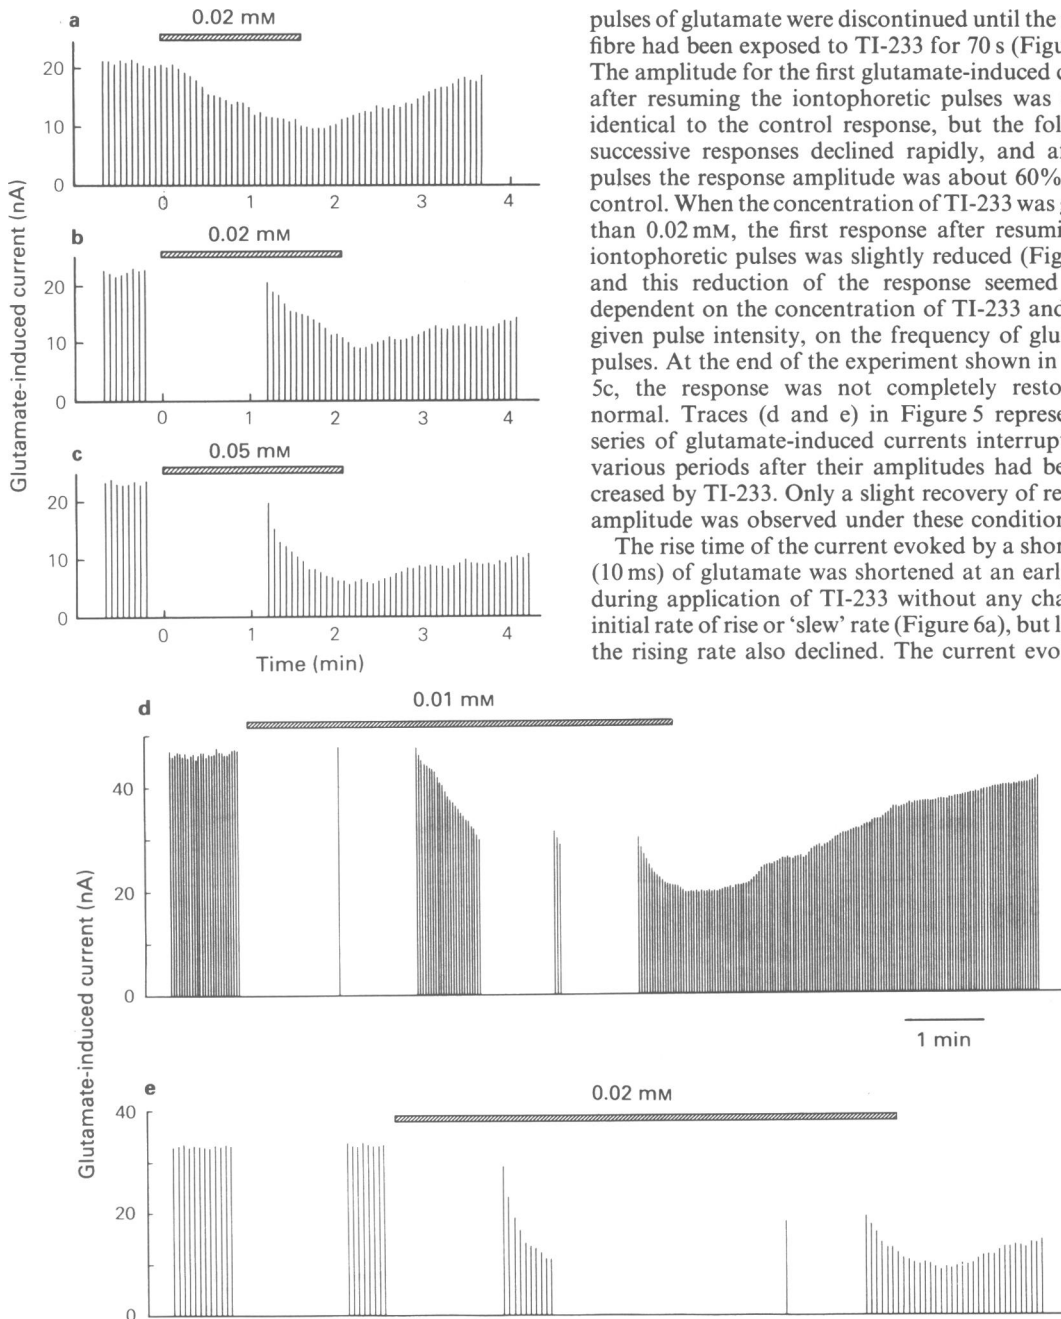 a
0.02 mM
20
10
0
0
1
2
3
4
b
0.02 mM
20
10
0
0
1
2
3
4
c
0.05 mM
20
10
0
0
1
2
3
4
Time (min)
Glutamate-induced current (nA)
pulses of glutamate were discontinued until the
fibre had been exposed to TI-233 for 70 s (Figu
The amplitude for the first glutamate-induced c
after resuming the iontophoretic pulses was
identical to the control response, but the fol
successive responses declined rapidly, and a
pulses the response amplitude was about 60%
control. When the concentration of TI-233 was
than 0.02 mM, the first response after resumi
iontophoretic pulses was slightly reduced (Fig
and this reduction of the response seemed
dependent on the concentration of TI-233 and
given pulse intensity, on the frequency of glu
pulses. At the end of the experiment shown in
5c, the response was not completely resto
normal. Traces (d and e) in Figure 5 represe
series of glutamate-induced currents interrup
various periods after their amplitudes had be
creased by TI-233. Only a slight recovery of re
amplitude was observed under these condition
The rise time of the current evoked by a shor
(10 ms) of glutamate was shortened at an earl
during application of TI-233 without any cha
initial rate of rise or 'slew' rate (Figure 6a), but l
the rising rate also declined. The current evo
d
0.01 mM
40
20
0
1 min
e
0.02 mM
40
20
0
Glutamate-induced current (nA)